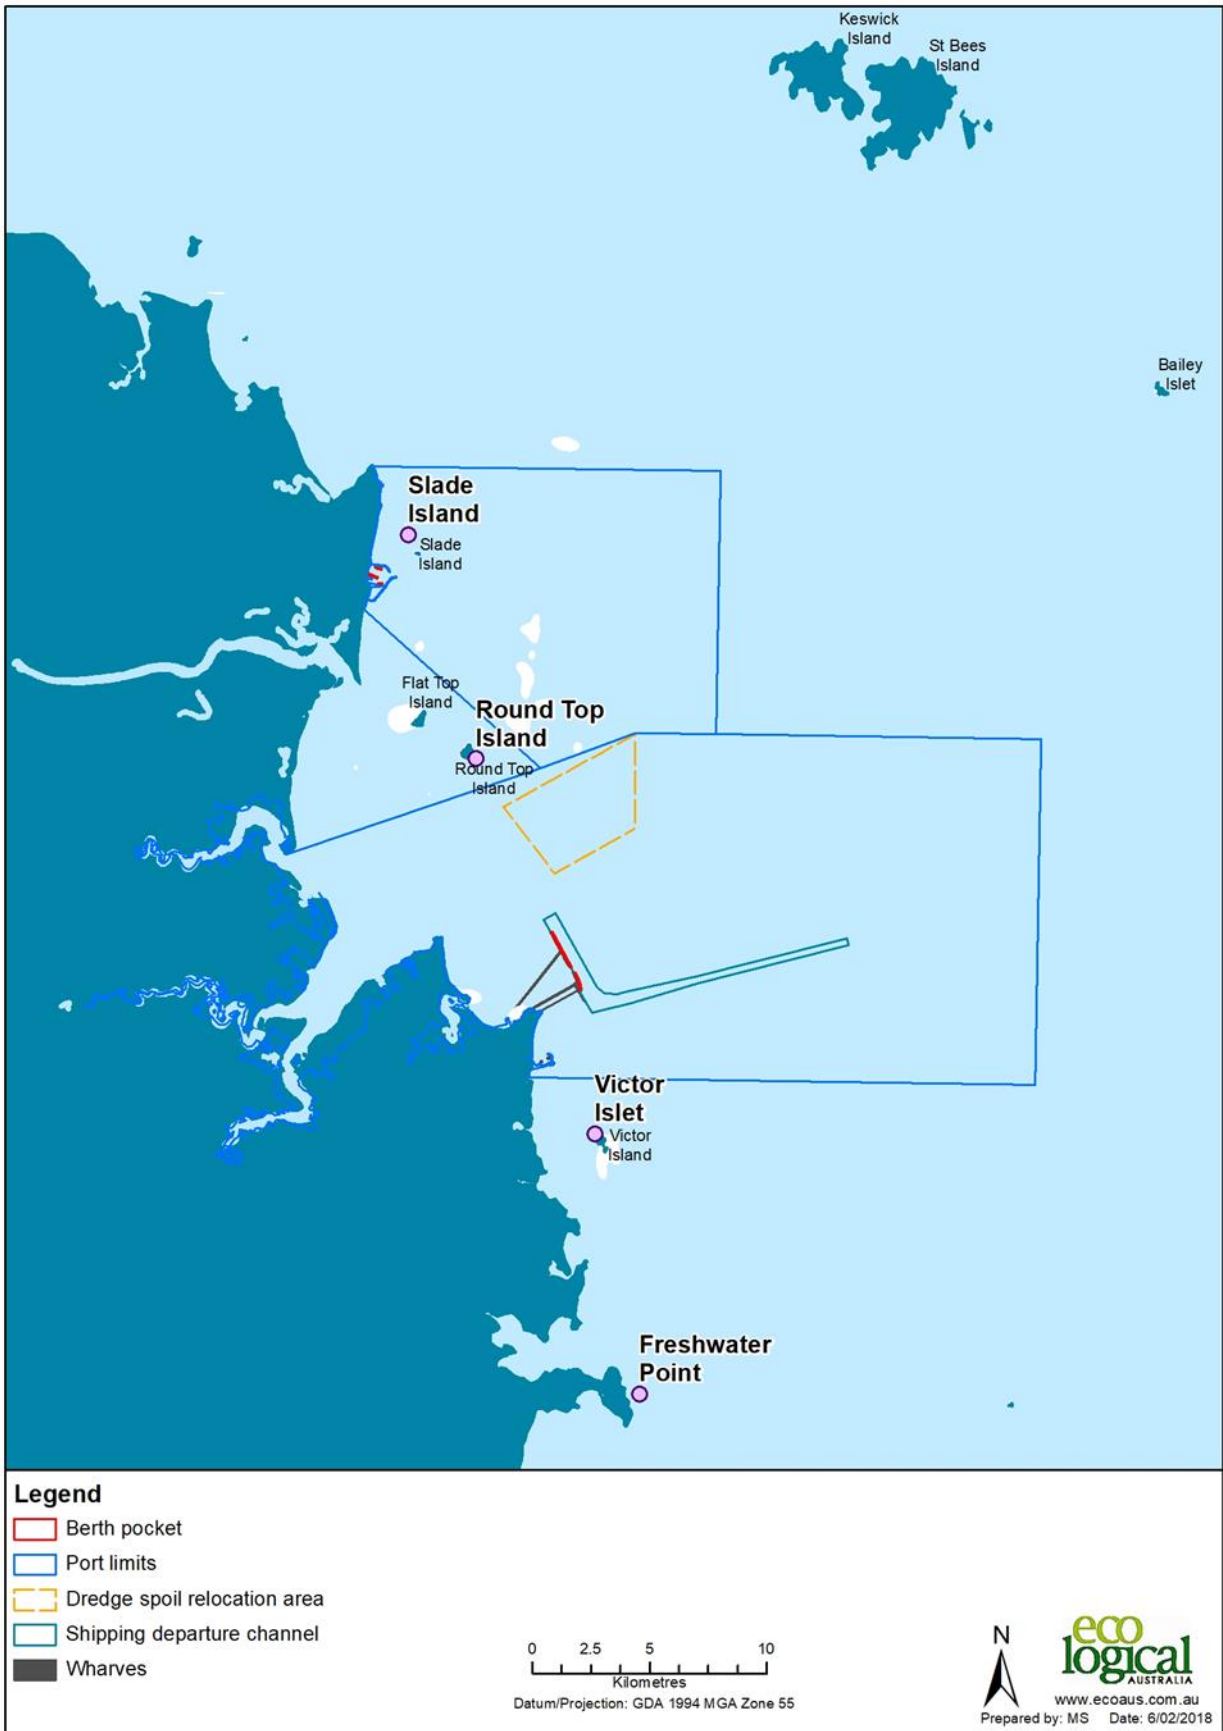 Keswick
Island
St Bees
Island
Bailey
Islet
Slade
Island
Slade
Island
Flat Top
Island
Round Top
Island
Round Top
Island
Victor
Islet
Victor
Island
Freshwater
Point
Legend
Berth pocket
Port limits
Dredge spoil relocation area
Shipping departure channel
Wharves
0 2.5 5 10
Kilometres
Datum/Projection: GDA 1994 MGA Zone 55
N
eco
logical
AUSTRALIA
www.ecoaus.com.au
Prepared by: MS Date: 6/02/2018